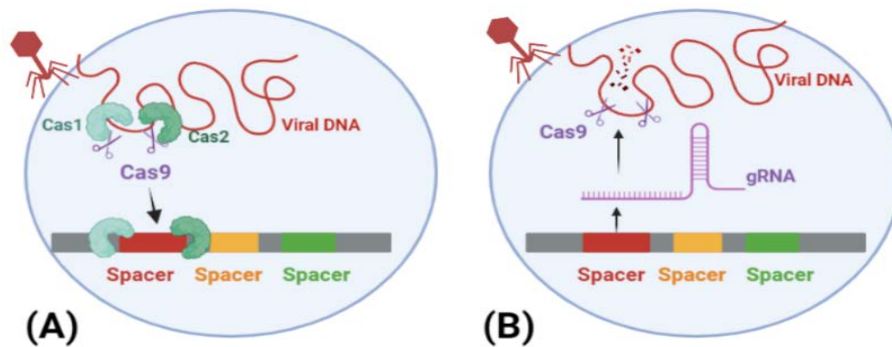 Cas1
Cas2
Viral DNA
Cas9
Spacer Spacer Spacer
(A)
Viral DNA
Cas9
gRNA
Spacer Spacer Spacer
(B)